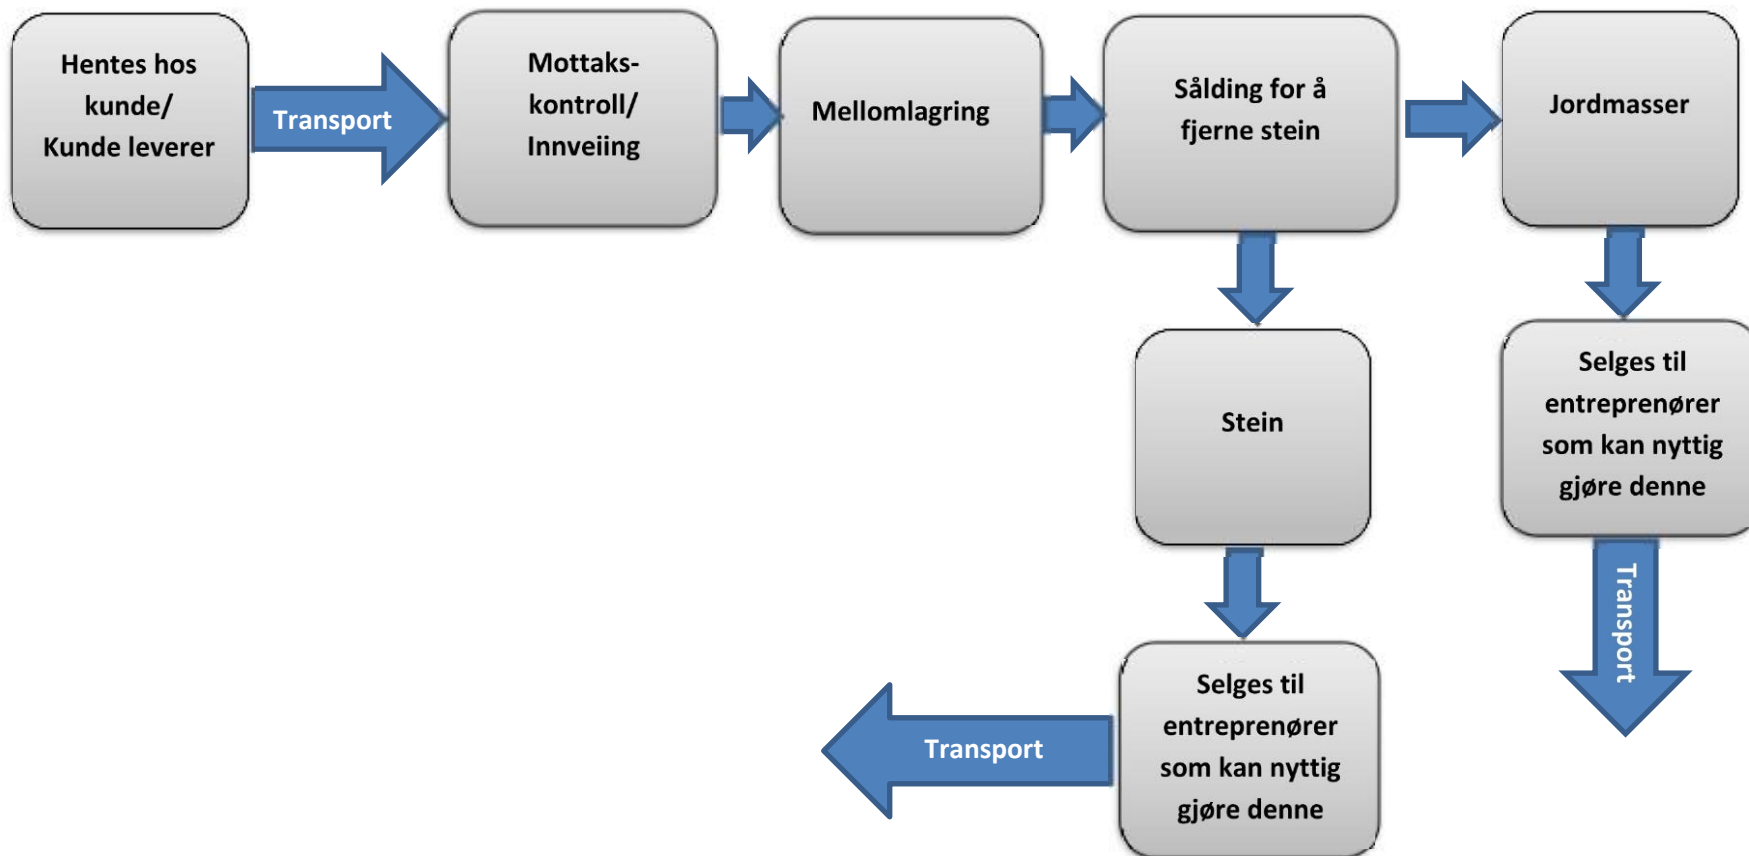 Hentes hos
kunde/
Kunde leverer
Transport
Mottaks-
kontroll/
Innveiing
Mellomlagring
Sålding for å
fjerne stein
Jordmasser
Stein
Selges til
entreprenører
som kan nyttig
gjøre denne
Transport
Selges til
entreprenører
som kan nyttig
gjøre denne
Transport